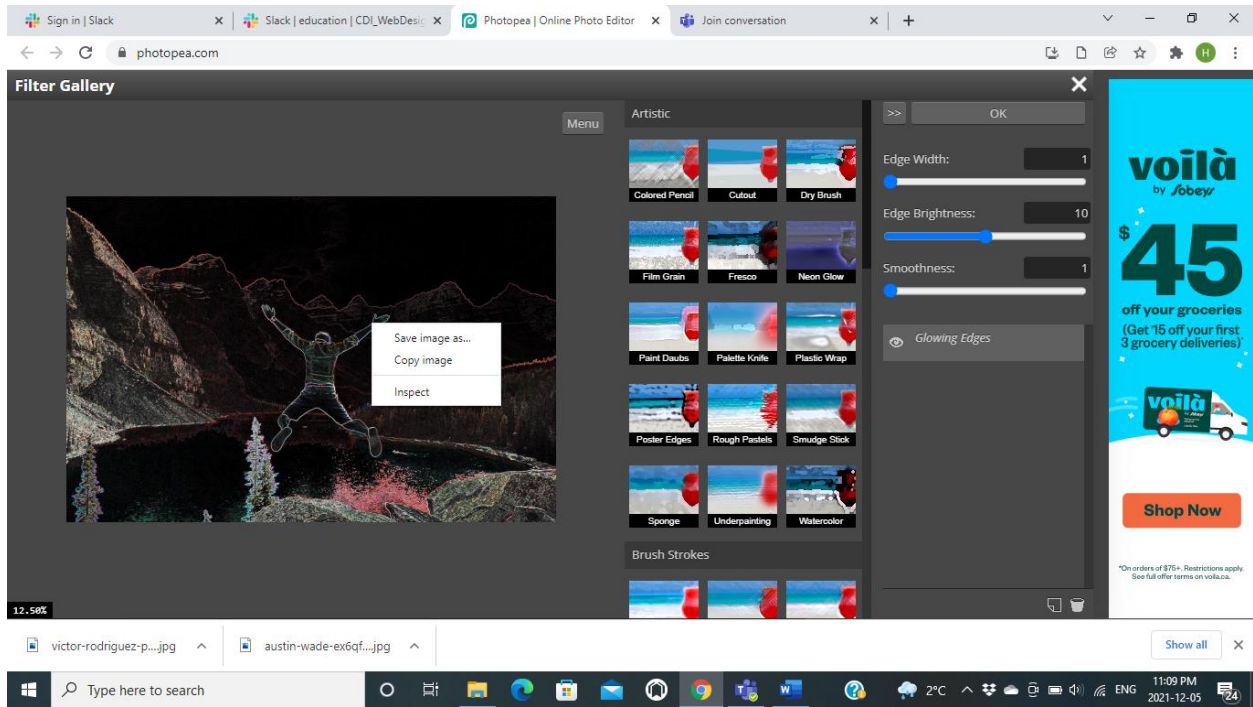 Sign in | Slack
Slack | education | CDI_WebDesig
Photopea | Online Photo Editor
Join conversation
photopea.com
H
Filter Gallery
Menu
Artistic
Colored Pencil
Cutout
Dry Brush
Film Grain
Fresco
Neon Glow
Paint Daubs
Palette Knife
Plastic Wrap
Poster Edges
Rough Pastels
Smudge Stick
Sponge
Underpainting
Watercolor
Brush Strokes
>>
OK
Edge Width: 1
Edge Brightness: 10
Smoothness: 1
Glowing Edges
Save image as...
Copy image
Inspect
12.50%
voilà
by Sobeys
$45
off your groceries
(Get $15 off your first
3 grocery deliveries)*
voilà
Shop Now
*On orders of $75+. Restrictions apply.
See full offer terms on voila.ca.
victor-rodriguez-p....jpg
austin-wade-ex6qf....jpg
Show all
Type here to search
2°C
ENG
11:09 PM
2021-12-05
24